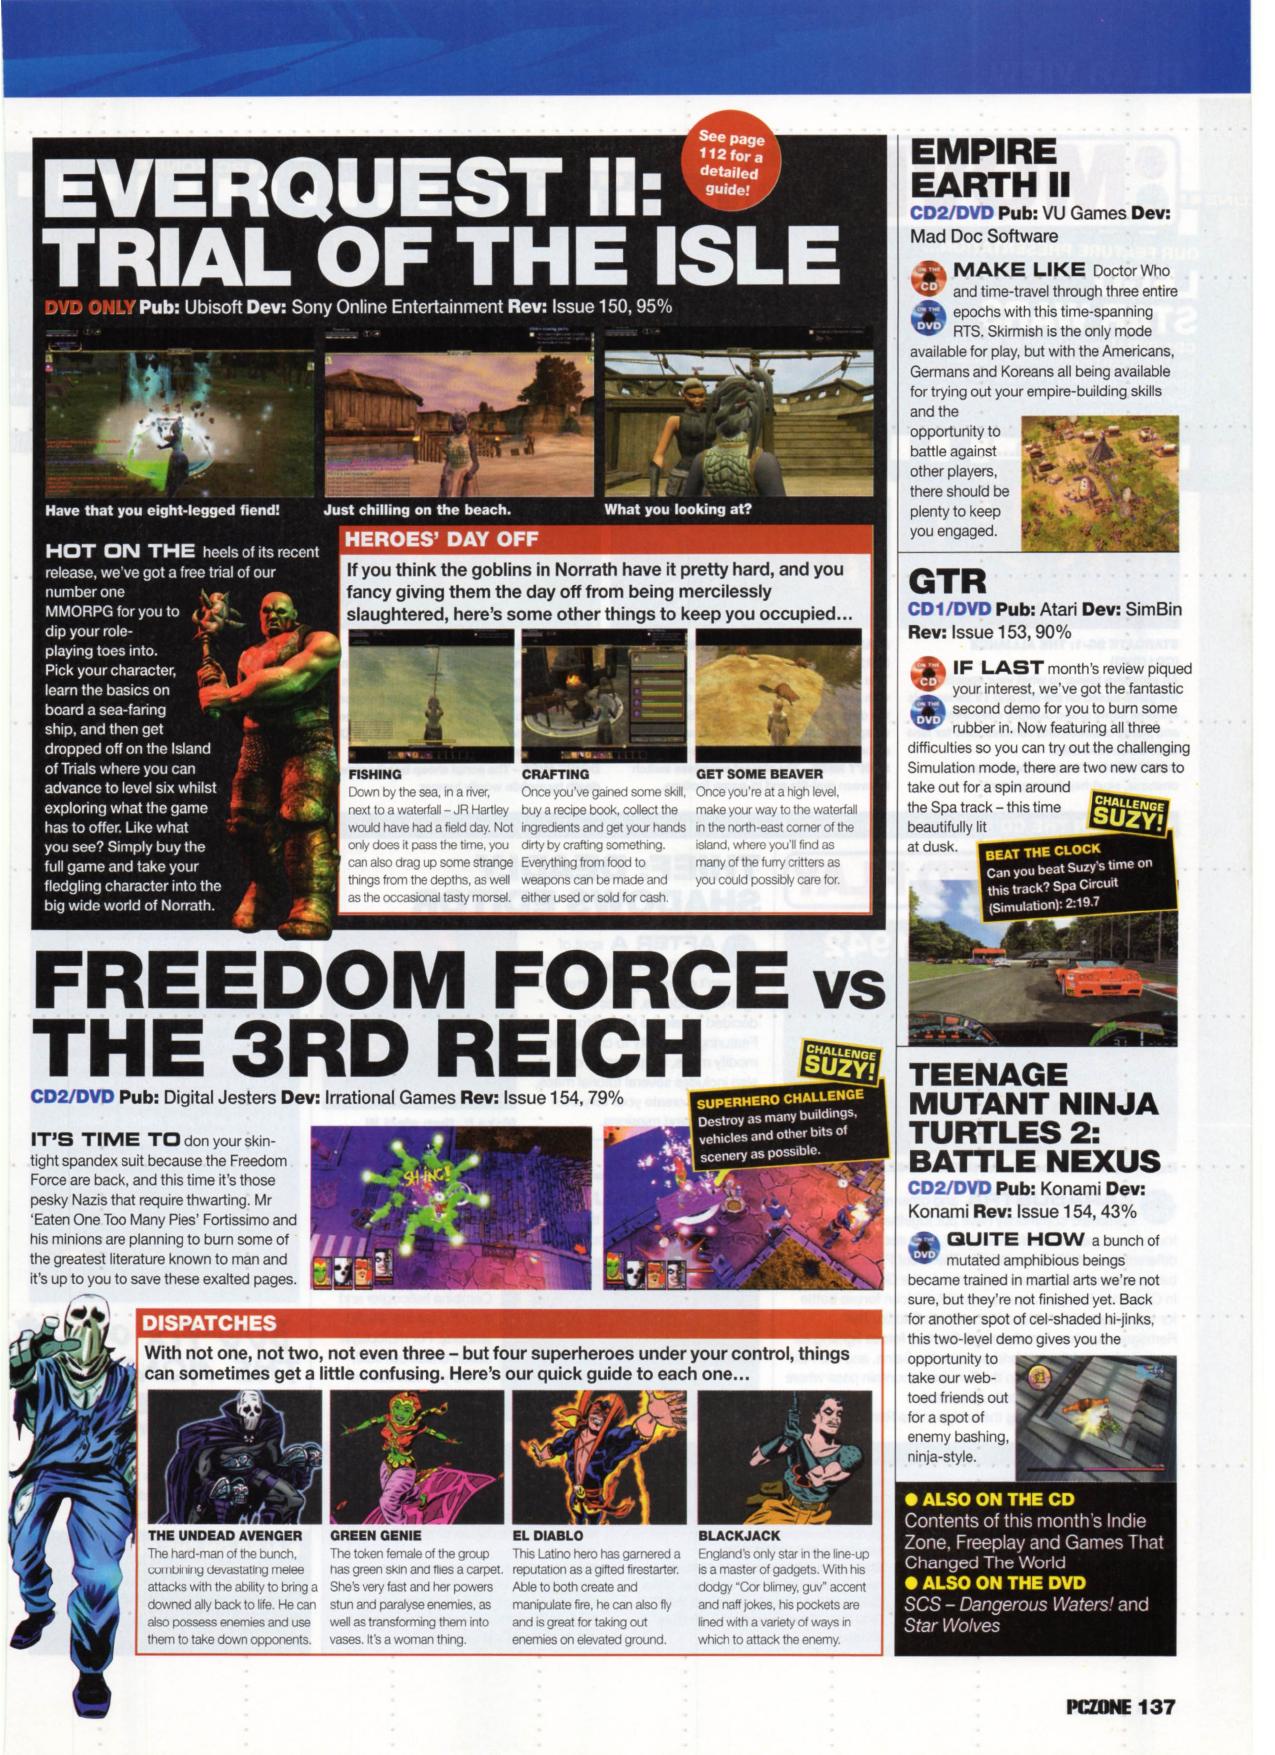 See page
112 for a
detailed
guide!
EVERQUEST II:
TRIAL OF THE ISLE
DVD ONLY Pub: Ubisoft Dev: Sony Online Entertainment Rev: Issue 150, 95%
Have that you eight-legged fiend!
Just chilling on the beach.
What you looking at?
HOT ON THE heels of its recent
release, we've got a free trial of our
number one
MMORPG for you to
dip your role-
playing toes into.
Pick your character,
learn the basics on
board a sea-faring
ship, and then get
dropped off on the Island
of Trials where you can
advance to level six whilst
exploring what the game
has to offer. Like what
you see? Simply buy the
full game and take your
fledgling character into the
big wide world of Norrath.
HEROES' DAY OFF
If you think the goblins in Norrath have it pretty hard, and you
fancy giving them the day off from being mercilessly
slaughtered, here's some other things to keep you occupied...
FISHING
Down by the sea, in a river,
next to a waterfall – JR Hartley
would have had a field day. Not
only does it pass the time, you
can also drag up some strange
things from the depths, as well
as the occasional tasty morsel.
CRAFTING
Once you've gained some skill,
buy a recipe book, collect the
ingredients and get your hands
dirty by crafting something.
Everything from food to
weapons can be made and
either used or sold for cash.
GET SOME BEAVER
Once you're at a high level,
make your way to the waterfall
in the north-east corner of the
island, where you'll find as
many of the furry critters as
you could possibly care for.
FREEDOM FORCE VS
THE 3RD REICH
CD2/DVD Pub: Digital Jesters Dev: Irrational Games Rev: Issue 154, 79%
CHALLENGE
SUZY!
SUPERHERO CHALLENGE
Destroy as many buildings,
vehicles and other bits of
scenery as possible.
IT'S TIME TO don your skin-
tight spandex suit because the Freedom
Force are back, and this time it's those
pesky Nazis that require thwarting. Mr
'Eaten One Too Many Pies' Fortissimo and
his minions are planning to burn some of
the greatest literature known to man and
it's up to you to save these exalted pages.
SH-ING!
DISPATCHES
With not one, not two, not even three – but four superheroes under your control, things
can sometimes get a little confusing. Here's our quick guide to each one...
THE UNDEAD AVENGER
The hard-man of the bunch,
combining devastating melee
attacks with the ability to bring a
downed ally back to life. He can
also possess enemies and use
them to take down opponents.
GREEN GENIE
The token female of the group
has green skin and flies a carpet.
She's very fast and her powers
stun and paralyse enemies, as
well as transforming them into
vases. It's a woman thing.
EL DIABLO
This Latino hero has garnered a
reputation as a gifted firestarter.
Able to both create and
manipulate fire, he can also fly
and is great for taking out
enemies on elevated ground.
BLACKJACK
England's only star in the line-up
is a master of gadgets. With his
dodgy "Cor blimey, guv" accent
and naff jokes, his pockets are
lined with a variety of ways in
which to attack the enemy.
EMPIRE
EARTH II
CD2/DVD Pub: VU Games Dev:
Mad Doc Software
ON THE CD
ON THE DVD
MAKE LIKE Doctor Who
and time-travel through three entire
epochs with this time-spanning
RTS. Skirmish is the only mode
available for play, but with the Americans,
Germans and Koreans all being available
for trying out your empire-building skills
and the
opportunity to
battle against
other players,
there should be
plenty to keep
you engaged.
GTR
CD1/DVD Pub: Atari Dev: SimBin
Rev: Issue 153, 90%
ON THE CD
ON THE DVD
IF LAST month's review piqued
your interest, we've got the fantastic
second demo for you to burn some
rubber in. Now featuring all three
difficulties so you can try out the challenging
Simulation mode, there are two new cars to
take out for a spin around
the Spa track – this time
beautifully lit
at dusk.
CHALLENGE
SUZY!
BEAT THE CLOCK
Can you beat Suzy's time on
this track? Spa Circuit
(Simulation): 2:19.7
TEENAGE
MUTANT NINJA
TURTLES 2:
BATTLE NEXUS
CD2/DVD Pub: Konami Dev:
Konami Rev: Issue 154, 43%
ON THE DVD
QUITE HOW a bunch of
mutated amphibious beings
became trained in martial arts we're not
sure, but they're not finished yet. Back
for another spot of cel-shaded hi-jinks,
this two-level demo gives you the
opportunity to
take our web-
toed friends out
for a spot of
enemy bashing,
ninja-style.
● ALSO ON THE CD
Contents of this month's Indie
Zone, Freeplay and Games That
Changed The World
● ALSO ON THE DVD
SCS – Dangerous Waters! and
Star Wolves
PCZONE 137